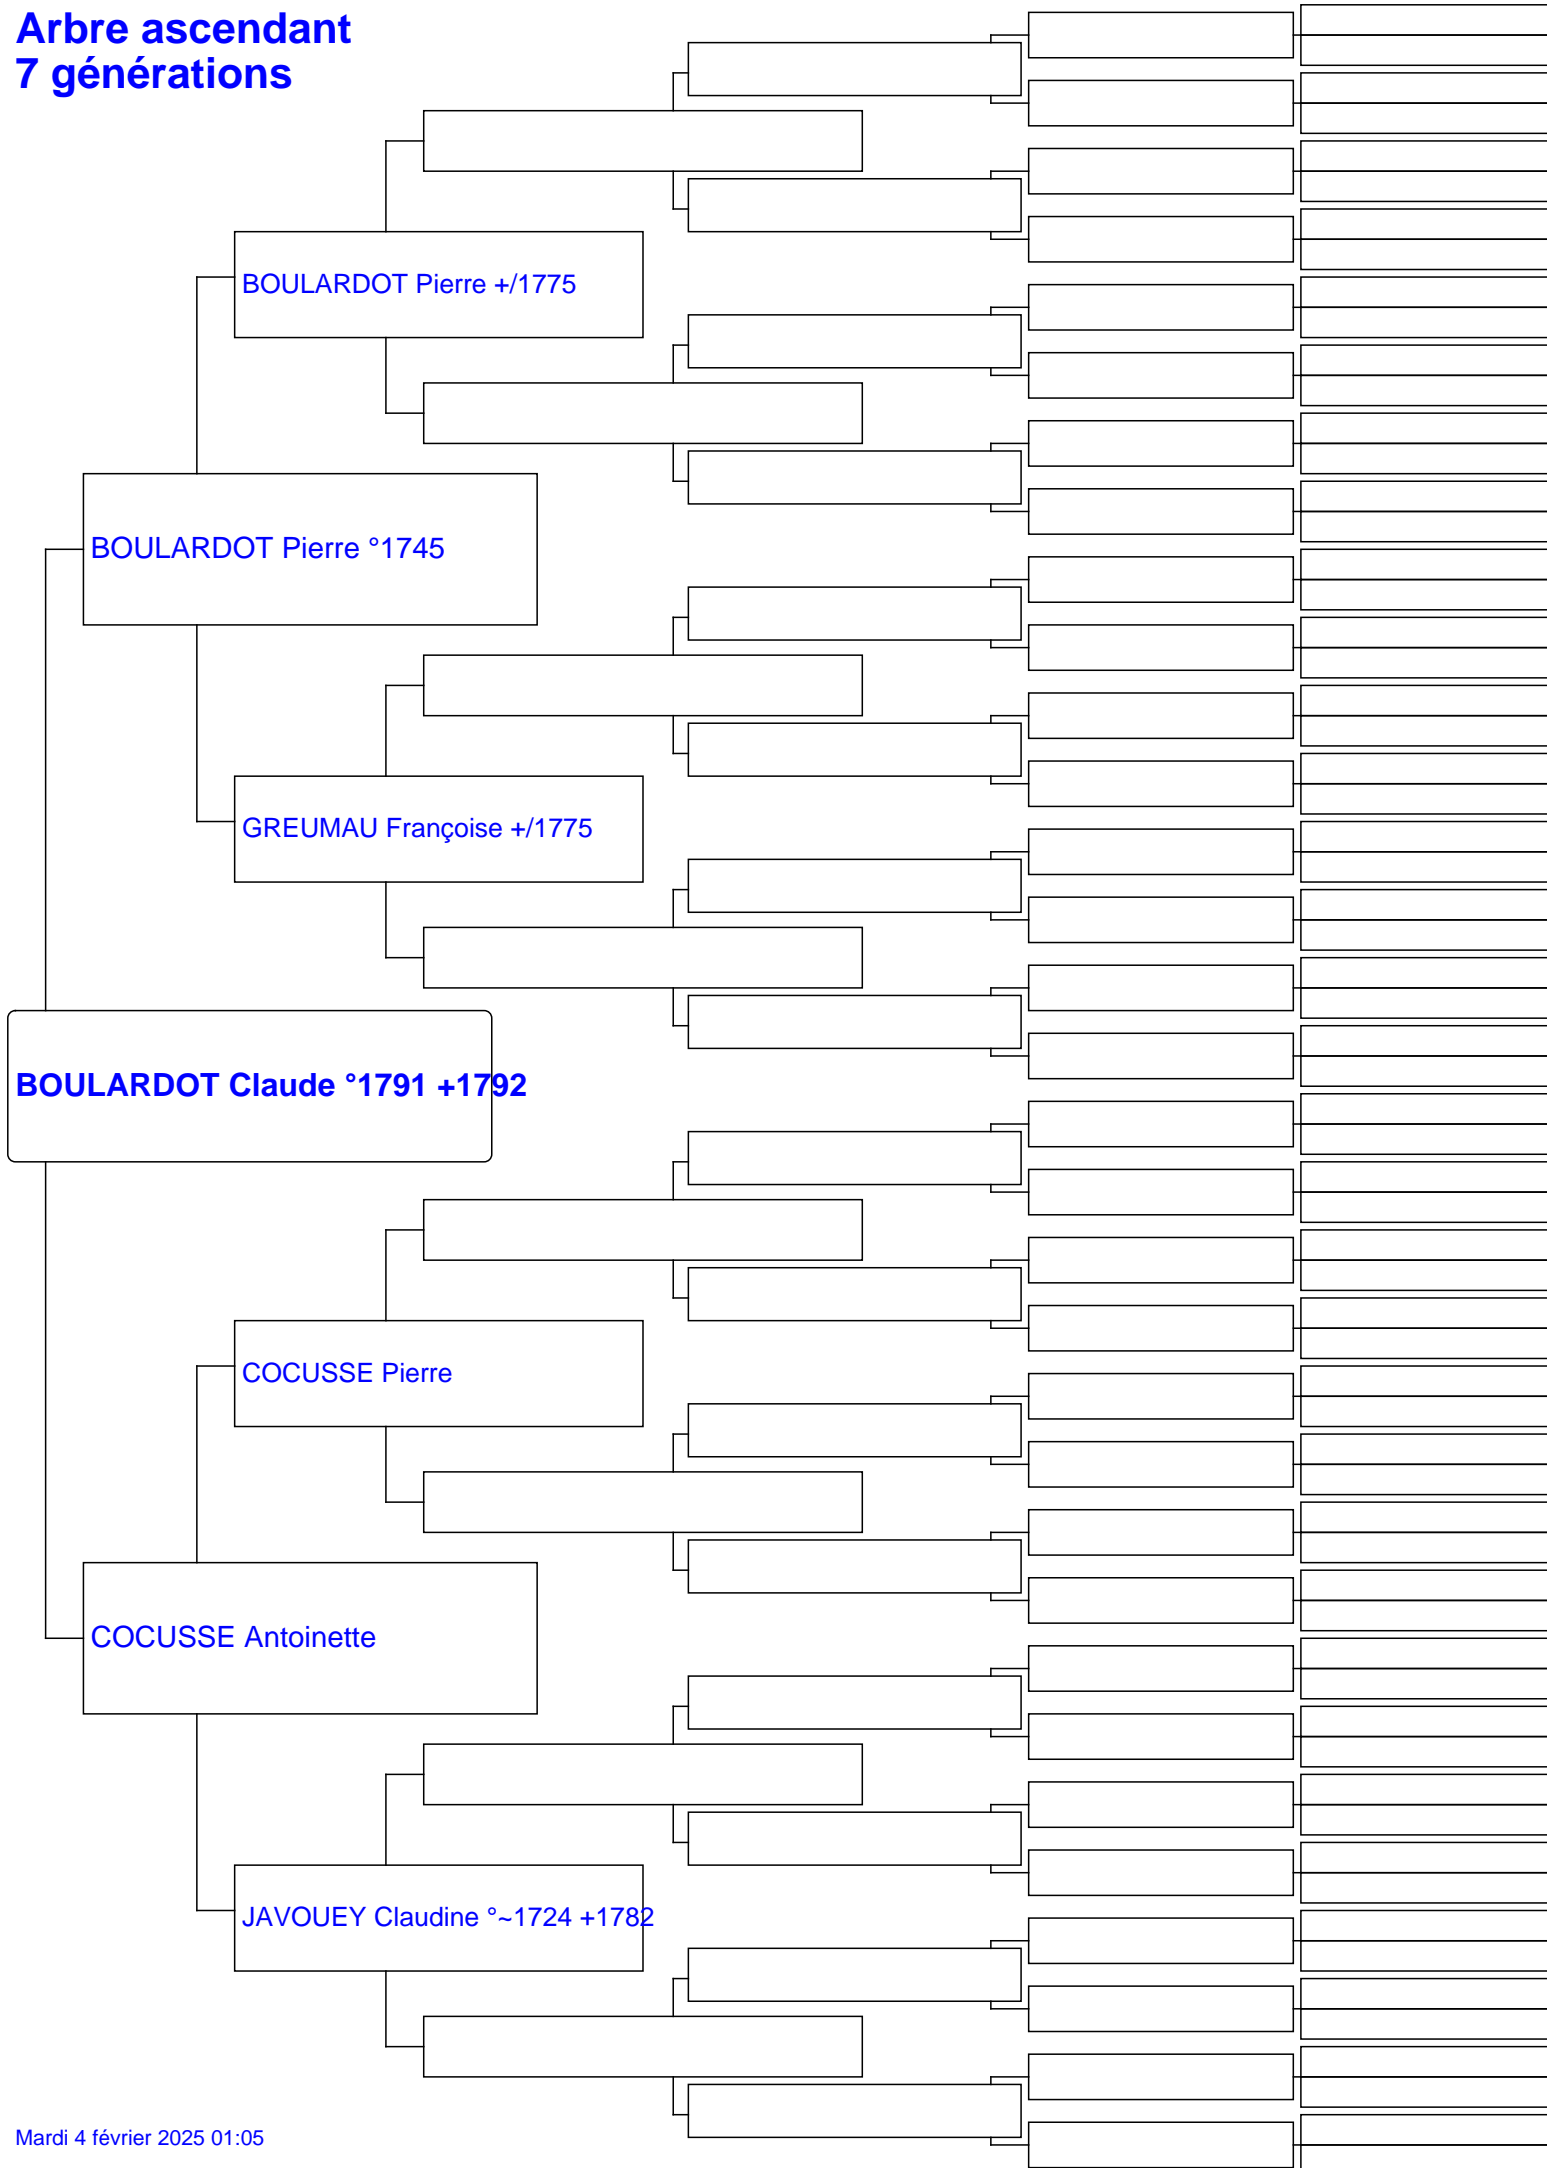 Arbre ascendant
7 générations
BOULARDOT Pierre +/1775
BOULARDOT Pierre °1745
GREUMAU Françoise +/1775
BOULARDOT Claude °1791 +1792
COCUSSE Pierre
COCUSSE Antoinette
JAVOUEY Claudine °~1724 +1782
Mardi 4 février 2025 01:05